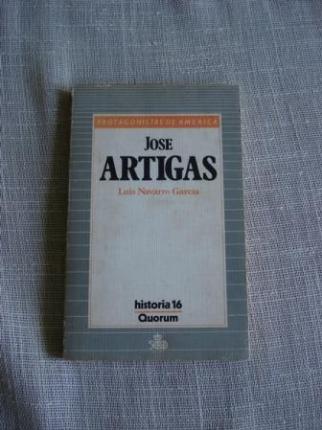 PROTAGONISTAS DE AMERICA
JOSE
ARTIGAS
Luis Navarro García
historia 16
Quorum